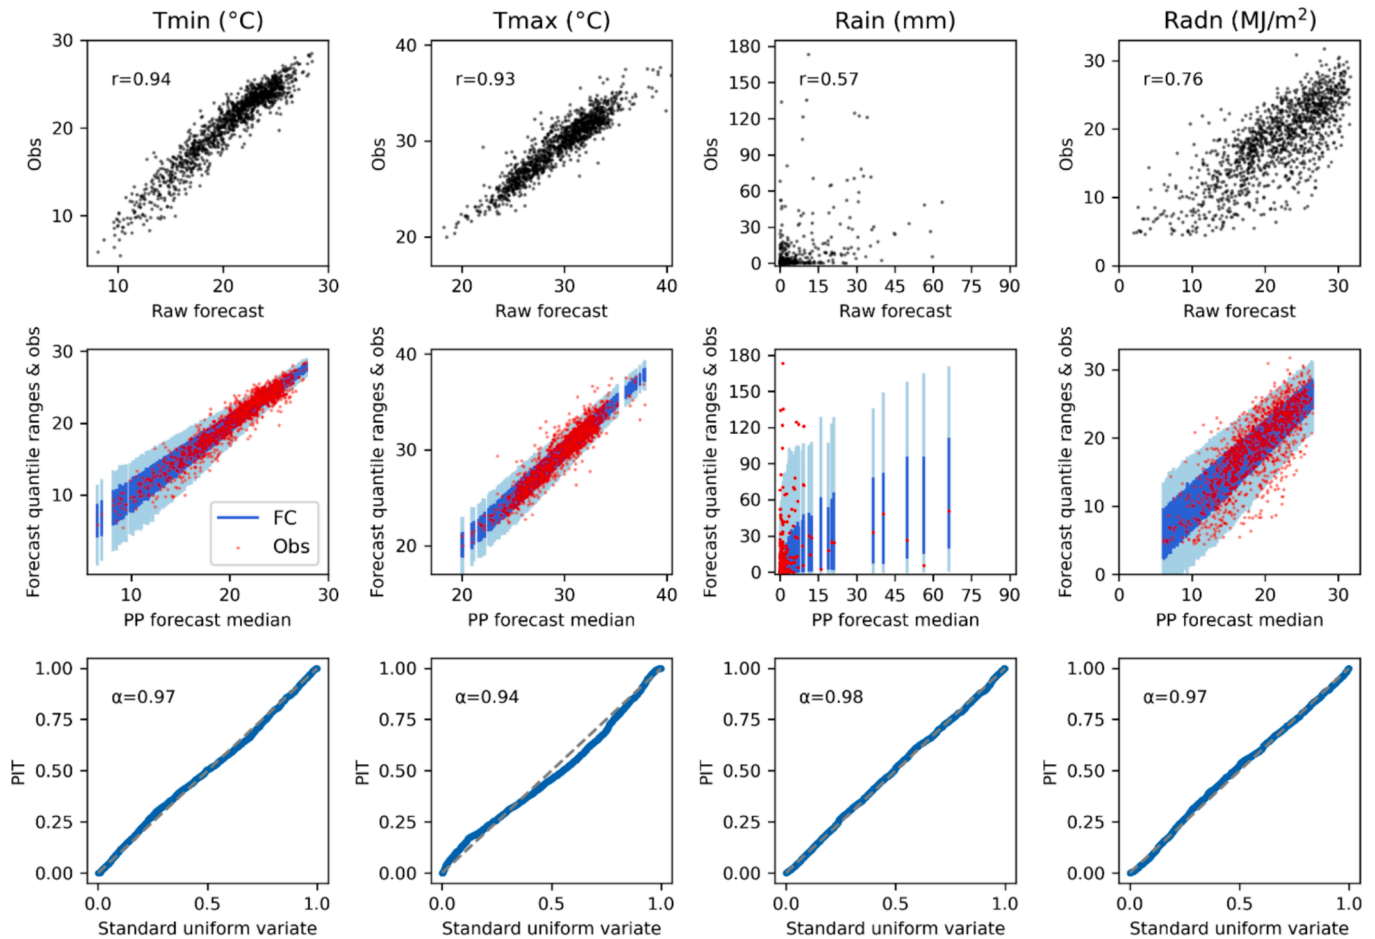 Tmin (°C) Tmax (°C) Rain (mm) Radn (MJ/m²)
30 20 10 Obs r=0.94 10 20 30 Raw forecast
40 30 20 Obs r=0.93 20 30 40 Raw forecast
180 150 120 90 60 30 0 Obs r=0.57 0 15 30 45 60 75 90 Raw forecast
30 20 10 0 Obs r=0.76 0 10 20 30 Raw forecast
Forecast quantile ranges & obs 30 20 10 FC Obs 10 20 30 PP forecast median
Forecast quantile ranges & obs 40 30 20 20 30 40 PP forecast median
Forecast quantile ranges & obs 180 150 120 90 60 30 0 0 15 30 45 60 75 90 PP forecast median
Forecast quantile ranges & obs 30 20 10 0 0 10 20 30 PP forecast median
PIT 1.00 0.75 0.50 0.25 0.00 α=0.97 0.0 0.5 1.0 Standard uniform variate
PIT 1.00 0.75 0.50 0.25 0.00 α=0.94 0.0 0.5 1.0 Standard uniform variate
PIT 1.00 0.75 0.50 0.25 0.00 α=0.98 0.0 0.5 1.0 Standard uniform variate
PIT 1.00 0.75 0.50 0.25 0.00 α=0.97 0.0 0.5 1.0 Standard uniform variate